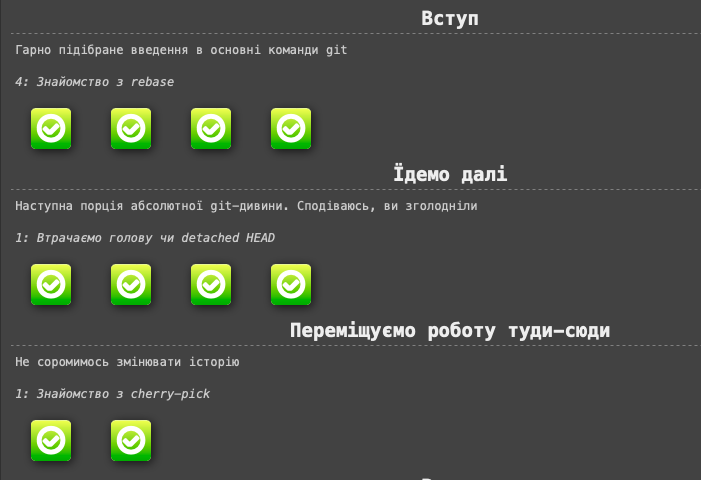 Вступ
Гарно підібране введення в основні команди git
4: Знайомство з rebase
Їдемо далі
Наступна порція абсолютної git-дивини. Сподіваюсь, ви зголодніли
1: Втрачаємо голову чи detached HEAD
Переміщуємо роботу туди-сюди
Не соромимось змінювати історію
1: Знайомство з cherry-pick